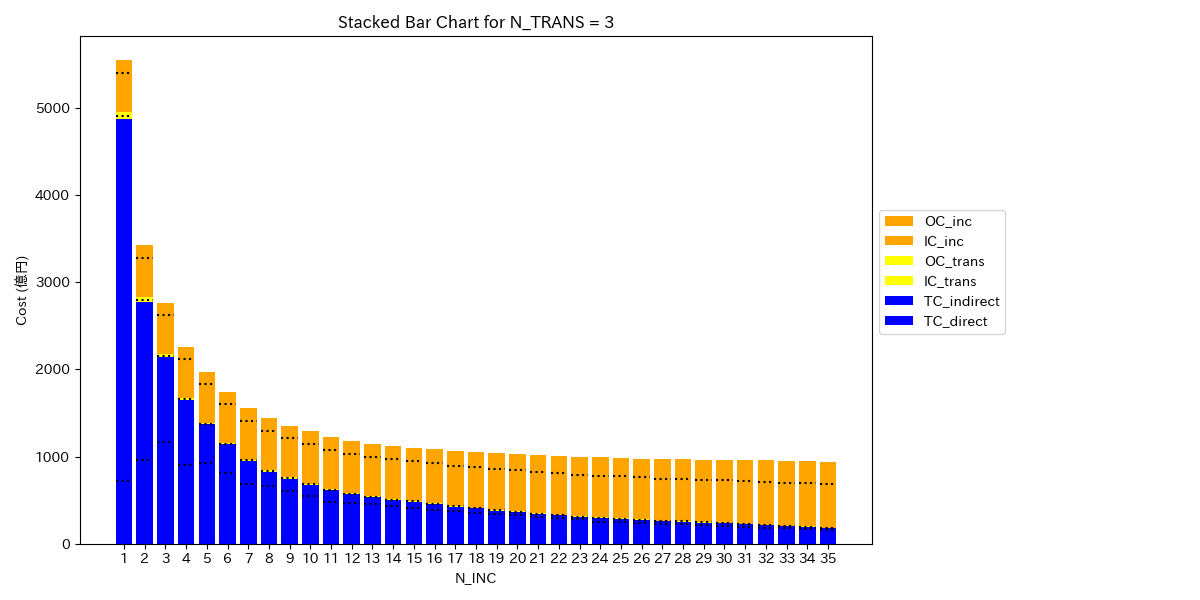 Stacked Bar Chart for N_TRANS = 3
Cost (億円)
5000
4000
3000
2000
1000
0
1 2 3 4 5 6 7 8 9 10 11 12 13 14 15 16 17 18 19 20 21 22 23 24 25 26 27 28 29 30 31 32 33 34 35
N_INC
OC_inc
IC_inc
OC_trans
IC_trans
TC_indirect
TC_direct